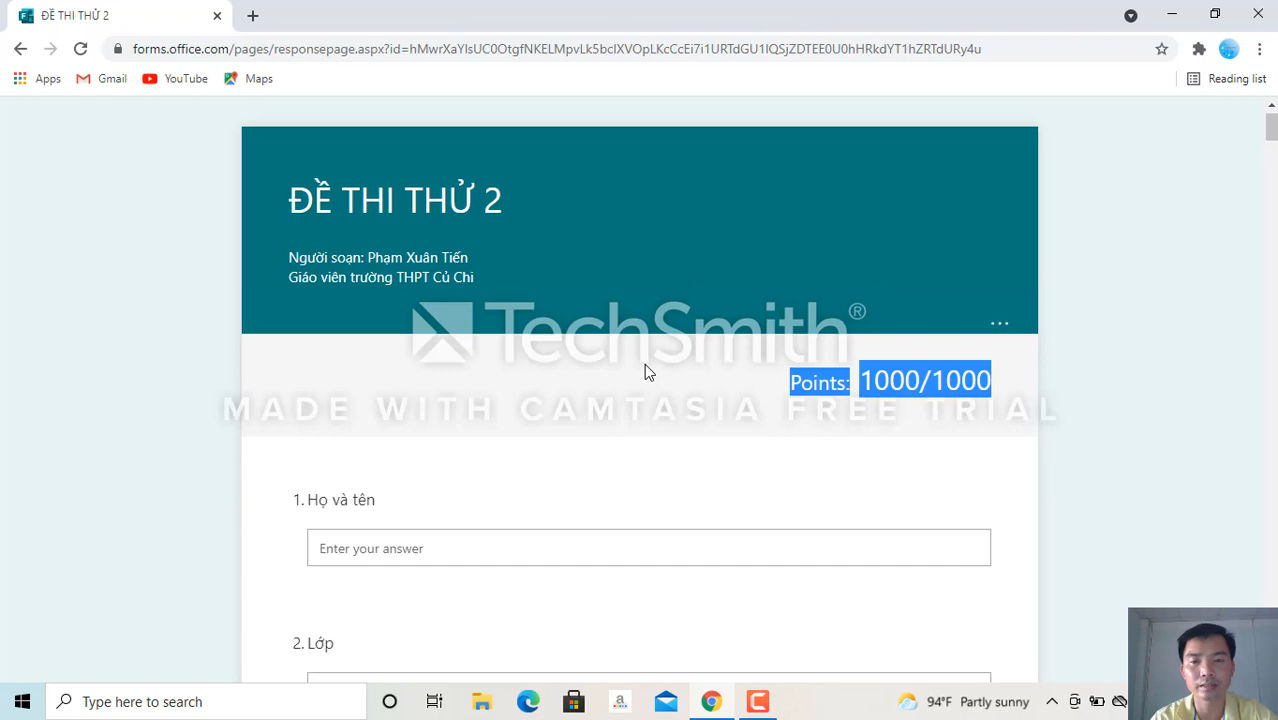 ĐỀ THI THỬ 2
forms.office.com/pages/responsepage.aspx?id=hMwrXaYIsUC0OtgfNKELMpvLk5bclXVOpLKcCcEi7i1URTdGU1lQSjZDTEE0U0hHRkdYT1hZRTdURy4u
Apps Gmail YouTube Maps Reading list
ĐỀ THI THỬ 2
Người soạn: Phạm Xuân Tiến
Giáo viên trường THPT Củ Chi
...
TechSmith®
Points: 1000/1000
MADE WITH CAMTASIA FREE TRIAL
1. Họ và tên
Enter your answer
2. Lớp
Type here to search
a
94°F Partly sunny